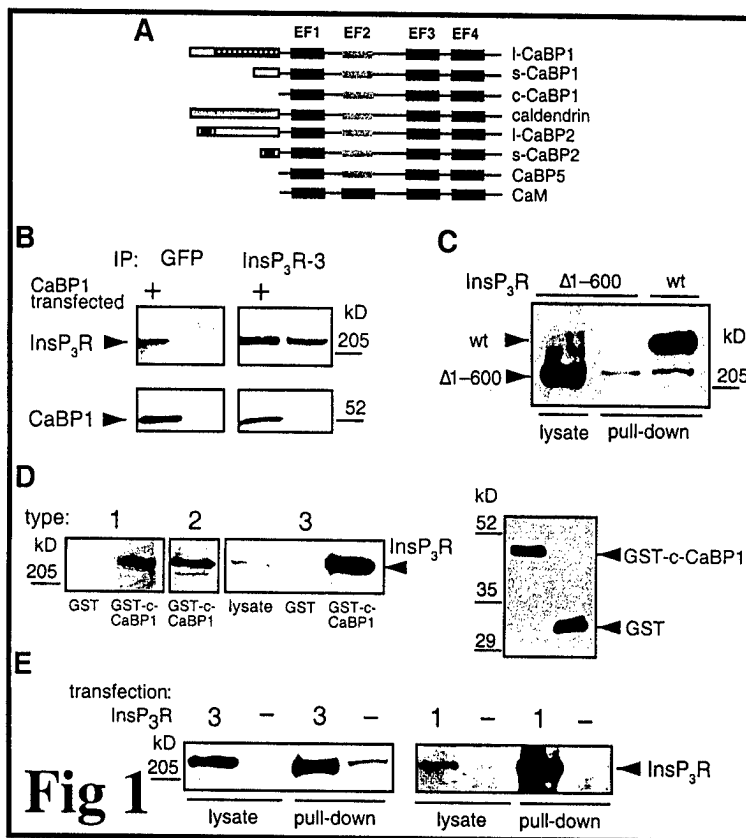 A
EF1 EF2 EF3 EF4
l-CaBP1
s-CaBP1
c-CaBP1
caldendrin
l-CaBP2
s-CaBP2
CaBP5
CaM
B
IP: GFP InsP3R-3
CaBP1 transfected + +
kD
InsP3R
205
CaBP1
52
C
InsP3R Δ1–600 wt
wt
kD
Δ1–600
205
lysate pull-down
D
type: 1 2 3
kD
205
InsP3R
GST GST-c-CaBP1 GST-c-CaBP1 lysate GST GST-c-CaBP1
kD
52
GST-c-CaBP1
35
GST
29
E
transfection:
InsP3R 3 – 3 – 1 – 1 –
kD
205
InsP3R
lysate pull-down lysate pull-down
Fig 1